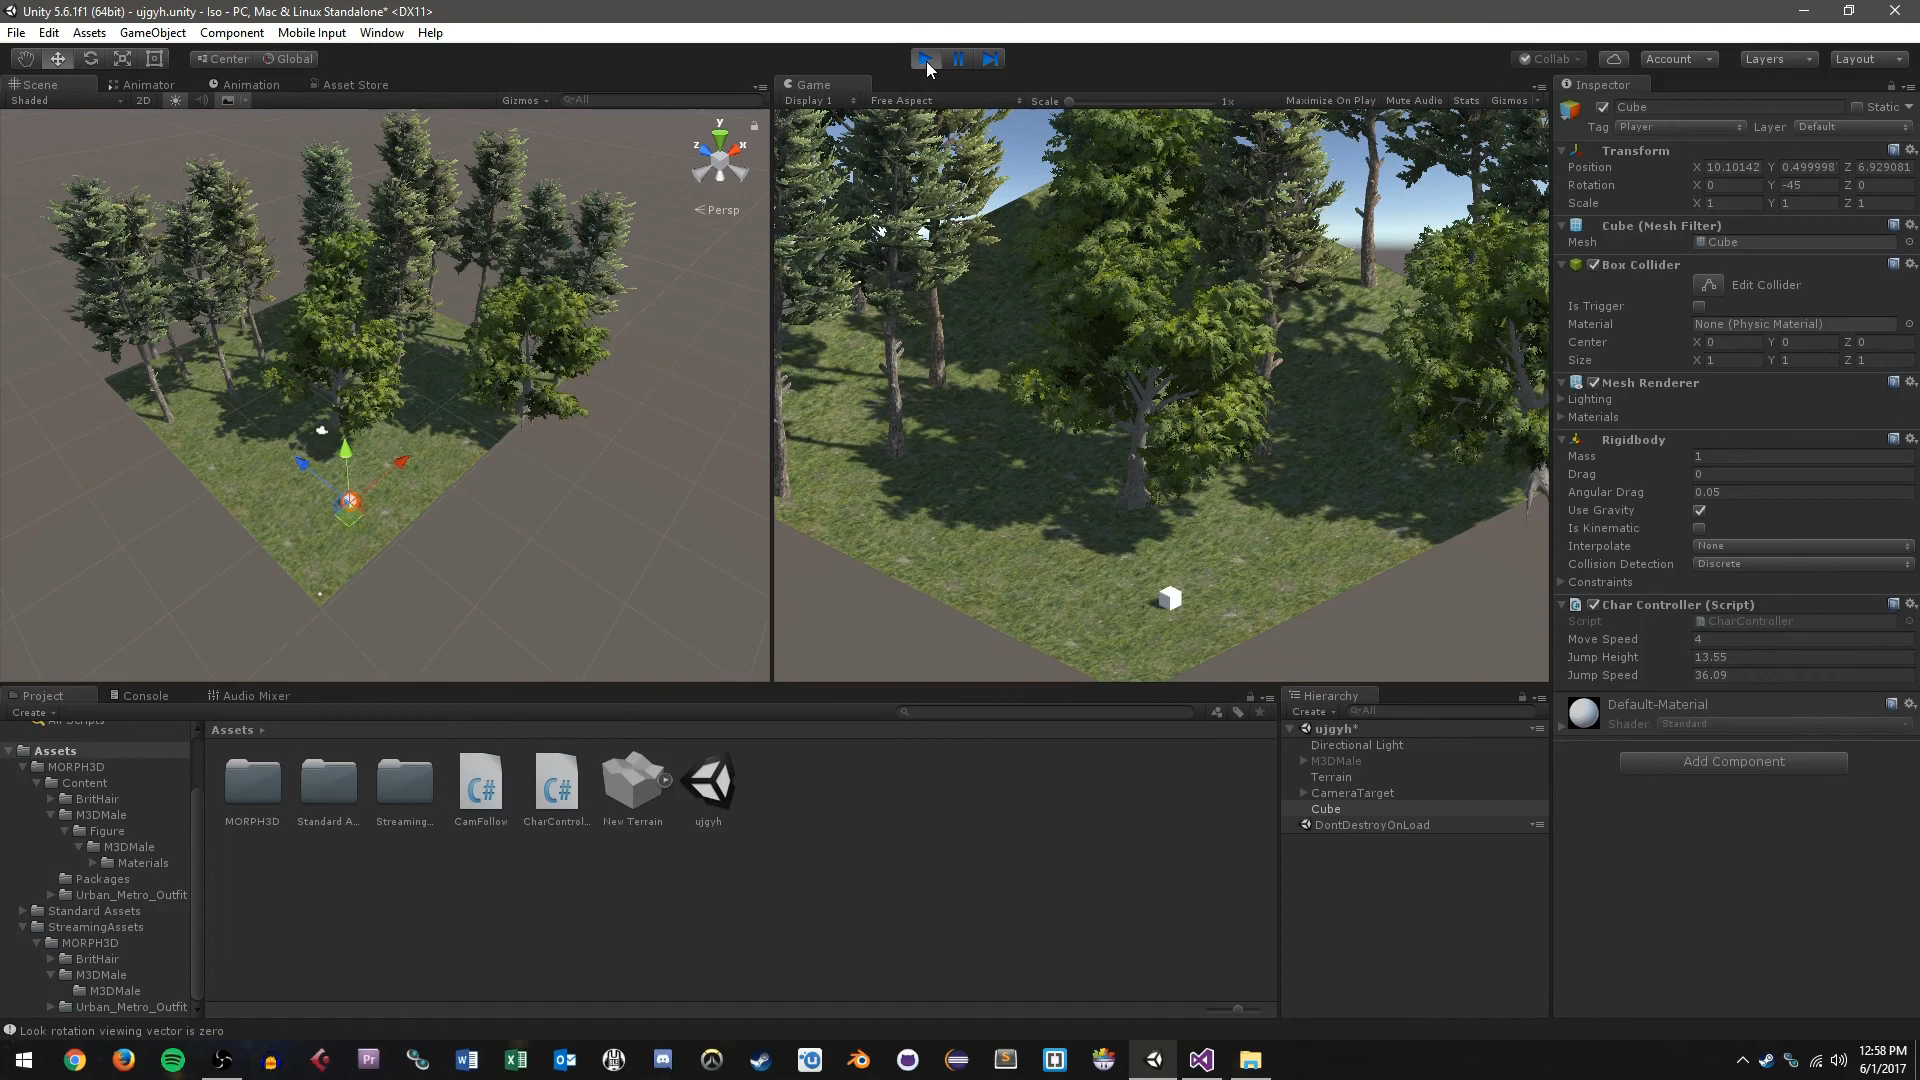 Unity 5.6.1f1 (64bit) - ujgyh.unity - Iso - PC, Mac & Linux Standalone* <DX11>
File Edit Assets GameObject Component Mobile Input Window Help
Center Global Collab Account Layers Layout
Scene Animator Animation Asset Store
Shaded 2D Gizmos All
y
z x
Persp
Game
Display 1 Free Aspect Scale 1x Maximize On Play Mute Audio Stats Gizmos
Inspector
Cube Static
Tag Player Layer Default
Transform
Position X 10.10142 Y 0.499998 Z 6.929081
Rotation X 0 Y -45 Z 0
Scale X 1 Y 1 Z 1
Cube (Mesh Filter)
Mesh Cube
Box Collider
Edit Collider
Is Trigger
Material None (Physic Material)
Center X 0 Y 0 Z 0
Size X 1 Y 1 Z 1
Mesh Renderer
Lighting
Materials
Rigidbody
Mass 1
Drag 0
Angular Drag 0.05
Use Gravity
Is Kinematic
Interpolate None
Collision Detection Discrete
Constraints
Char Controller (Script)
Script CharController
Move Speed 4
Jump Height 13.55
Jump Speed 36.09
Default-Material
Shader Standard
Add Component
Project Console Audio Mixer
Create
All Scripts
Assets
MORPH3D
Content
BritHair
M3DMale
Figure
M3DMale
Materials
Packages
Urban_Metro_Outfit
Standard Assets
StreamingAssets
MORPH3D
BritHair
M3DMale
M3DMale
Urban_Metro_Outfit
Assets
C# C#
MORPH3D Standard A... Streaming... CamFollow CharControl... New Terrain ujgyh
Hierarchy
Create All
ujgyh*
Directional Light
M3DMale
Terrain
CameraTarget
Cube
DontDestroyOnLoad
Look rotation viewing vector is zero
12:58 PM
6/1/2017